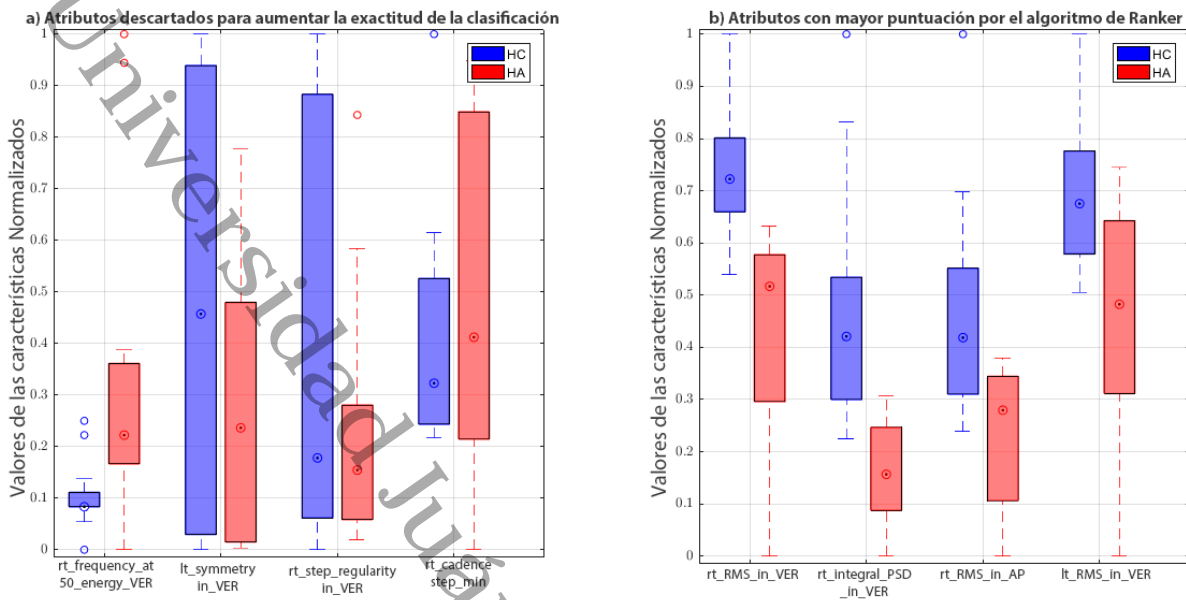 a) Atributos descartados para aumentar la exactitud de la clasificación
Valores de las características Normalizados
1
0.9
0.8
0.7
0.6
0.5
0.4
0.3
0.2
0.1
0
HC
HA
rt_frequency_at
50_energy_VER
lt_symmetry
in_VER
rt_step_regularity
in_VER
rt_cadence
step_min
b) Atributos con mayor puntuación por el algoritmo de Ranker
Valores de las características Normalizados
1
0.9
0.8
0.7
0.6
0.5
0.4
0.3
0.2
0.1
0
HC
HA
rt_RMS_in_VER
rt_integral_PSD
_in_VER
rt_RMS_in_AP
lt_RMS_in_VER
Universidad Juá